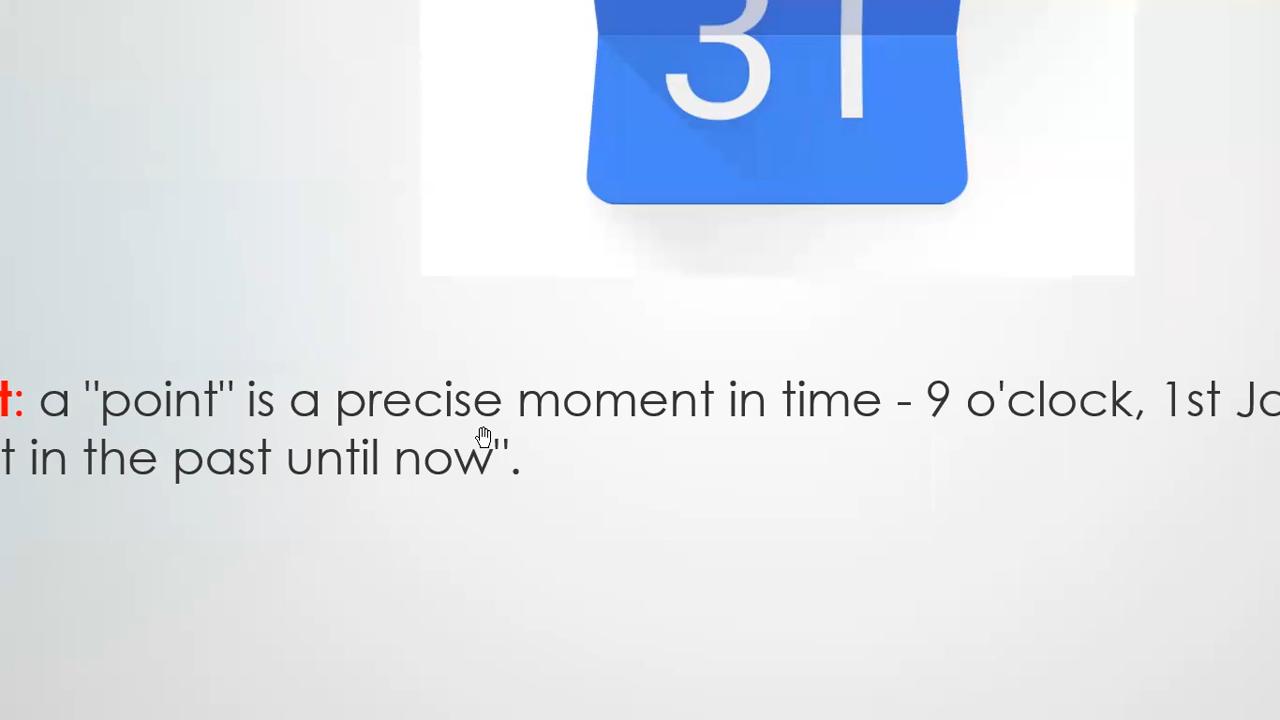 31
t: a "point" is a precise moment in time - 9 o'clock, 1st Ja
t in the past until now".